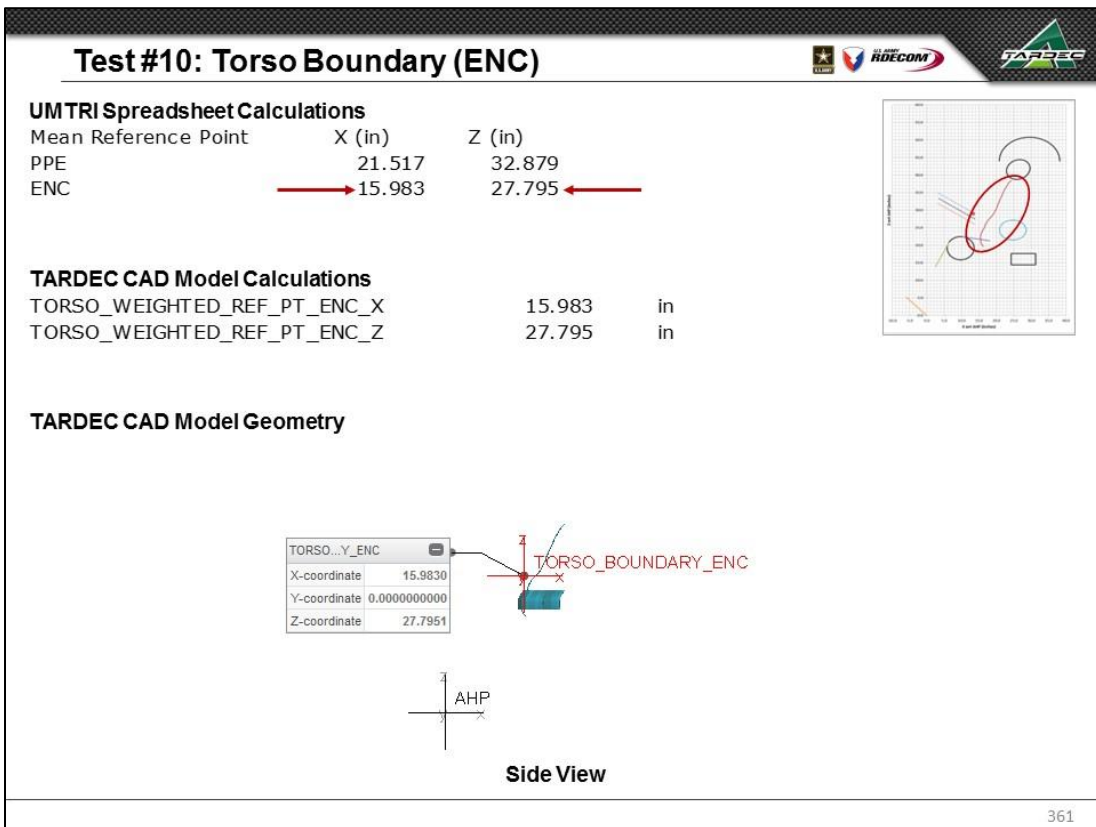 Test #10: Torso Boundary (ENC)
U.S. ARMY
U.S. ARMY
RDECOM
TARDEC
UMTRI Spreadsheet Calculations
Mean Reference Point X (in) Z (in)
PPE 21.517 32.879
ENC 15.983 27.795
TARDEC CAD Model Calculations
TORSO_WEIGHTED_REF_PT_ENC_X 15.983 in
TORSO_WEIGHTED_REF_PT_ENC_Z 27.795 in
TARDEC CAD Model Geometry
TORSO...Y_ENC
X-coordinate 15.9830
Y-coordinate 0.0000000000
Z-coordinate 27.7951
Z
TORSO_BOUNDARY_ENC
X
Z
AHP
y X
Side View
361